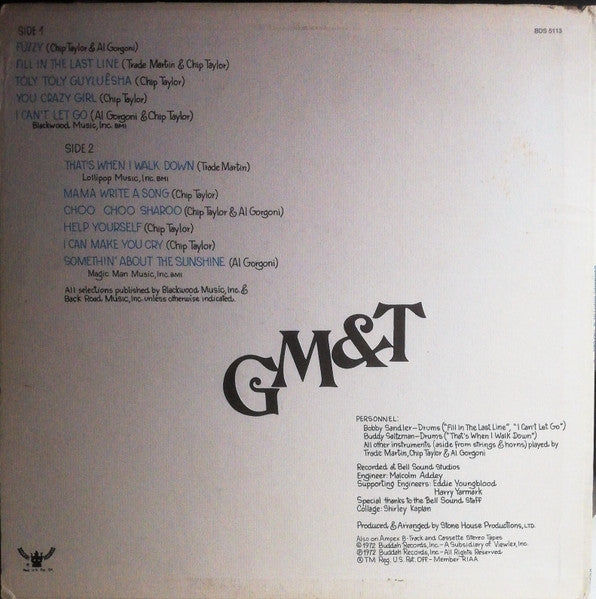 SIDE 1
BDS 5113
FUZZY (Chip Taylor & Al Gorgoni)
FILL IN THE LAST LINE (Trade Martin & Chip Taylor)
TOLY TOLY GUYZUÊSHA (Chip Taylor)
YOU CRAZY GIRL (Chip Taylor)
I CAN'T LET GO (Al Gorgoni & Chip Taylor)
Blackwood Music, Inc. BMI
SIDE 2
THAT'S WHEN I WALK DOWN (Trade Martin)
Lollipop Music, Inc. BMI
MAMA WRITE A SONG (Chip Taylor)
CHOO CHOO SHAROO (Chip Taylor & Al Gorgoni)
HELP YOURSELF (Chip Taylor)
I CAN MAKE YOU CRY (Chip Taylor)
SOMETHIN' ABOUT THE SUNSHINE (Al Gorgoni)
Magic Man Music, Inc. BMI
All selections published by Blackwood Music, Inc. &
Back Road Music, Inc. unless otherwise indicated.
GM&T
PERSONNEL:
Bobby Sandler-Drums ("Fill In The Last Line", "I Can't Let Go")
Buddy Saltzman-Drums ("That's When I Walk Down")
All other instruments (aside from strings & horns) played by
Trade Martin, Chip Taylor & Al Gorgoni
Recorded at Bell Sound Studios
Engineer: Malcolm Addey
Supporting Engineers: Eddie Youngblood
Harry Yarmark
Special thanks to the Bell Sound Staff
Collage: Shirley Kaplan
Produced & Arranged by Stone House Productions, LTD.
Also on Ampex 8-Track and Cassette Stereo Tapes
© 1972 Buddah Records, Inc. - A Subsidiary of Viewlex, Inc.
℗ 1972 Buddah Records, Inc. - All Rights Reserved
® TM Reg. U.S. Pat. OFF. - Member RIAA